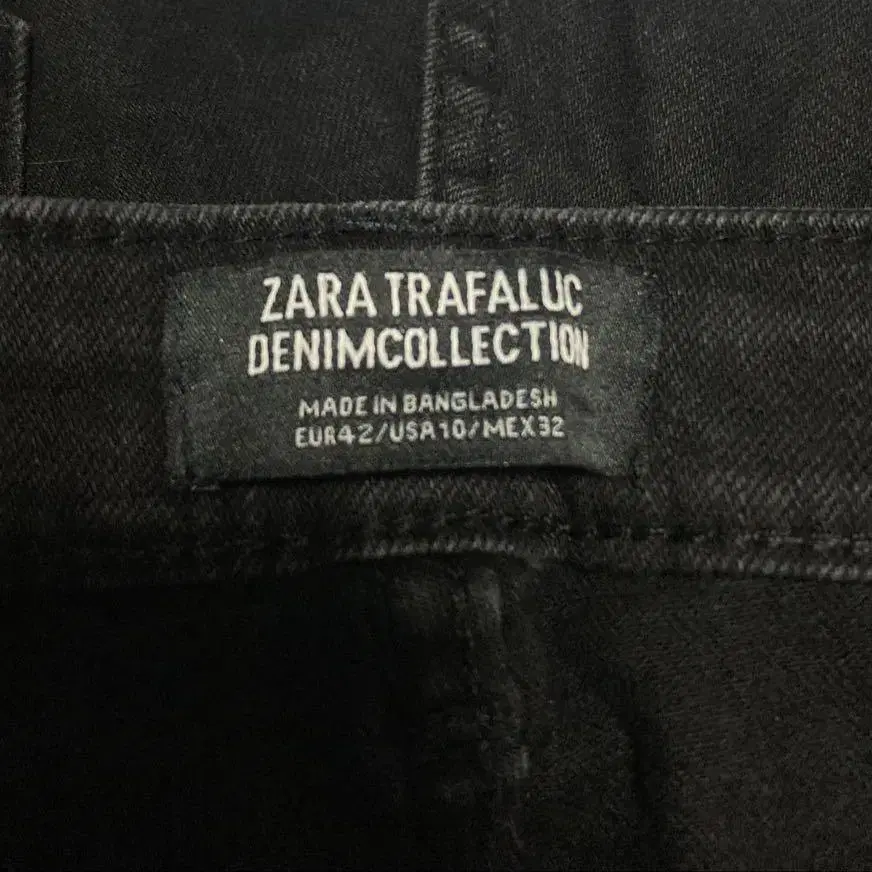 ZARA TRAFALUC
DENIMCOLLECTION
MADE IN BANGLADESH
EUR42/USA10/MEX32